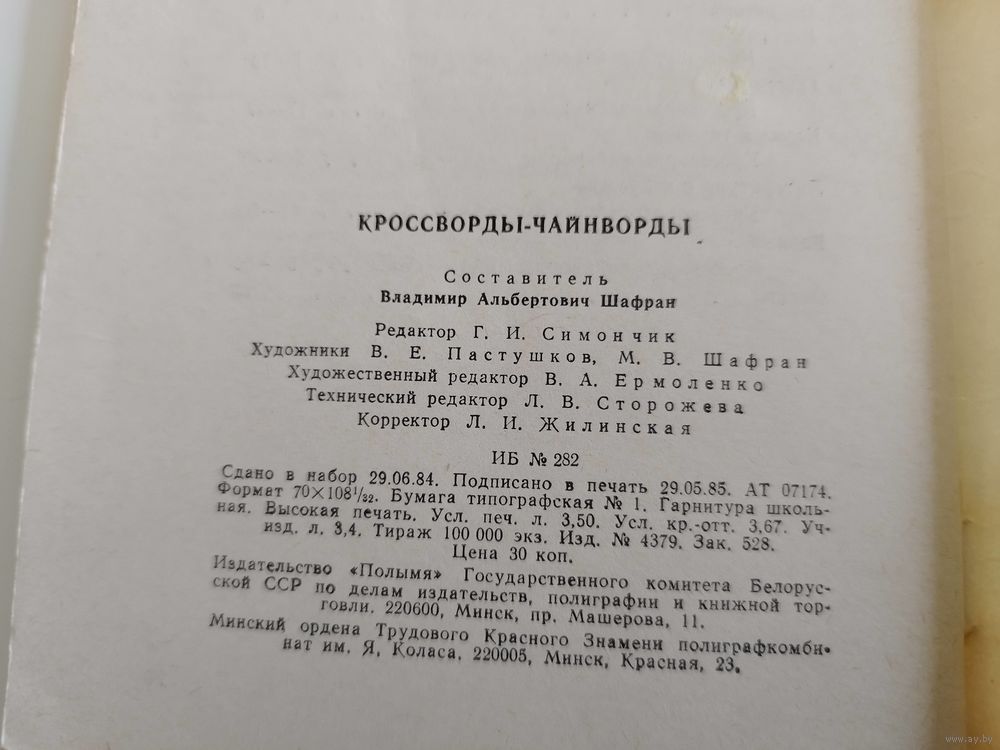 КРОССВОРДЫ-ЧАЙНВОРДЫ
Составитель
Владимир Альбертович Шафран
Редактор Г. И. Симончик
Художники В. Е. Пастушков, М. В. Шафран
Художественный редактор В. А. Ермоленко
Технический редактор Л. В. Сторожева
Корректор Л. И. Жилинская
ИБ № 282
Сдано в набор 29.06.84. Подписано в печать 29.05.85. АТ 07174.
Формат 70×108¹/₃₂. Бумага типографская № 1. Гарнитура школь-
ная. Высокая печать. Усл. печ. л. 3,50. Усл. кр.-отт. 3,67. Уч-
изд. л. 3,4. Тираж 100 000 экз. Изд. № 4379. Зак. 528.
Цена 30 коп.
Издательство «Полымя» Государственного комитета Белорус-
ской ССР по делам издательств, полиграфии и книжной тор-
говли. 220600, Минск, пр. Машерова, 11.
Минский ордена Трудового Красного Знамени полиграфкомби-
нат им. Я. Коласа. 220005, Минск, Красная, 23.
www.ay.by